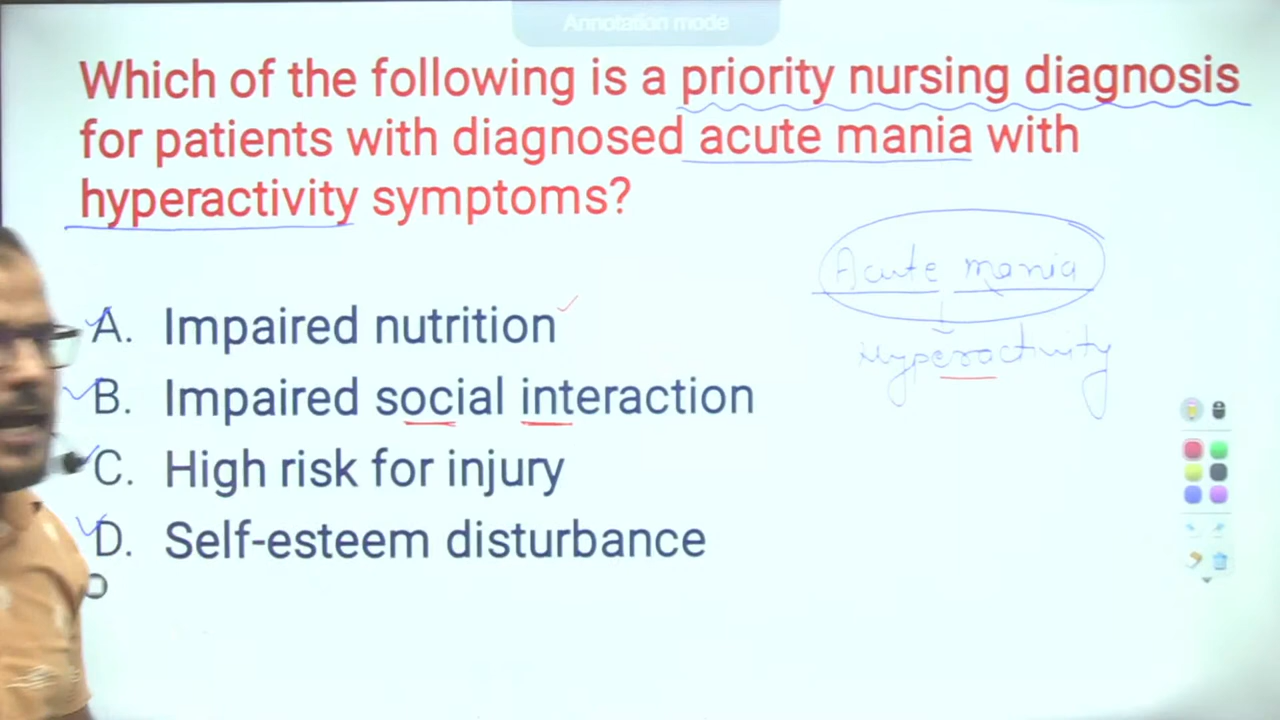 Annotation mode
Which of the following is a priority nursing diagnosis
for patients with diagnosed acute mania with
hyperactivity symptoms?
Acute mania
Hyperactivity
A. Impaired nutrition
B. Impaired social interaction
C. High risk for injury
D. Self-esteem disturbance